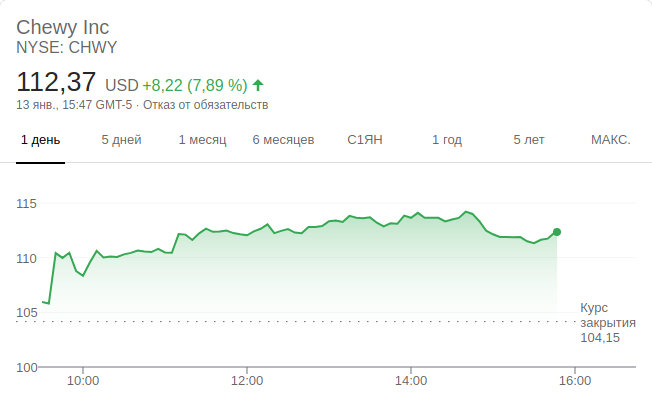 Chewy Inc
NYSE: CHWY
112,37 USD +8,22 (7,89 %)
13 янв., 15:47 GMT-5 · Отказ от обязательств
1 день 5 дней 1 месяц 6 месяцев С1ЯН 1 год 5 лет МАКС.
115
110
105
100
Курс
закрытия
104,15
10:00 12:00 14:00 16:00